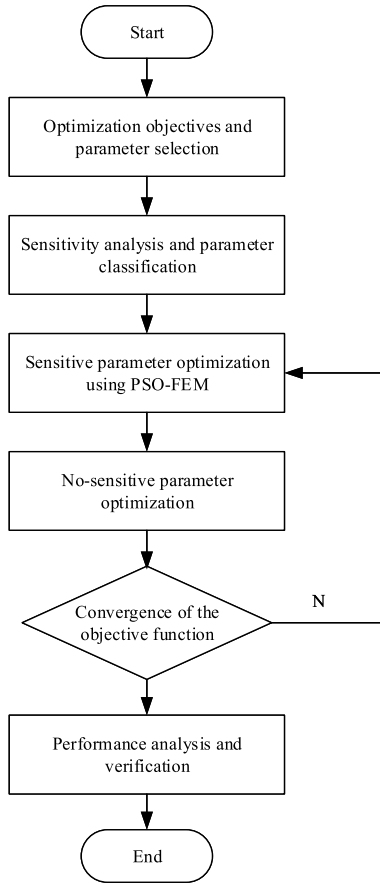 Start
Optimization objectives and
parameter selection
Sensitivity analysis and parameter
classification
Sensitive parameter optimization
using PSO-FEM
No-sensitive parameter
optimization
Convergence of the
objective function
N
Performance analysis and
verification
End